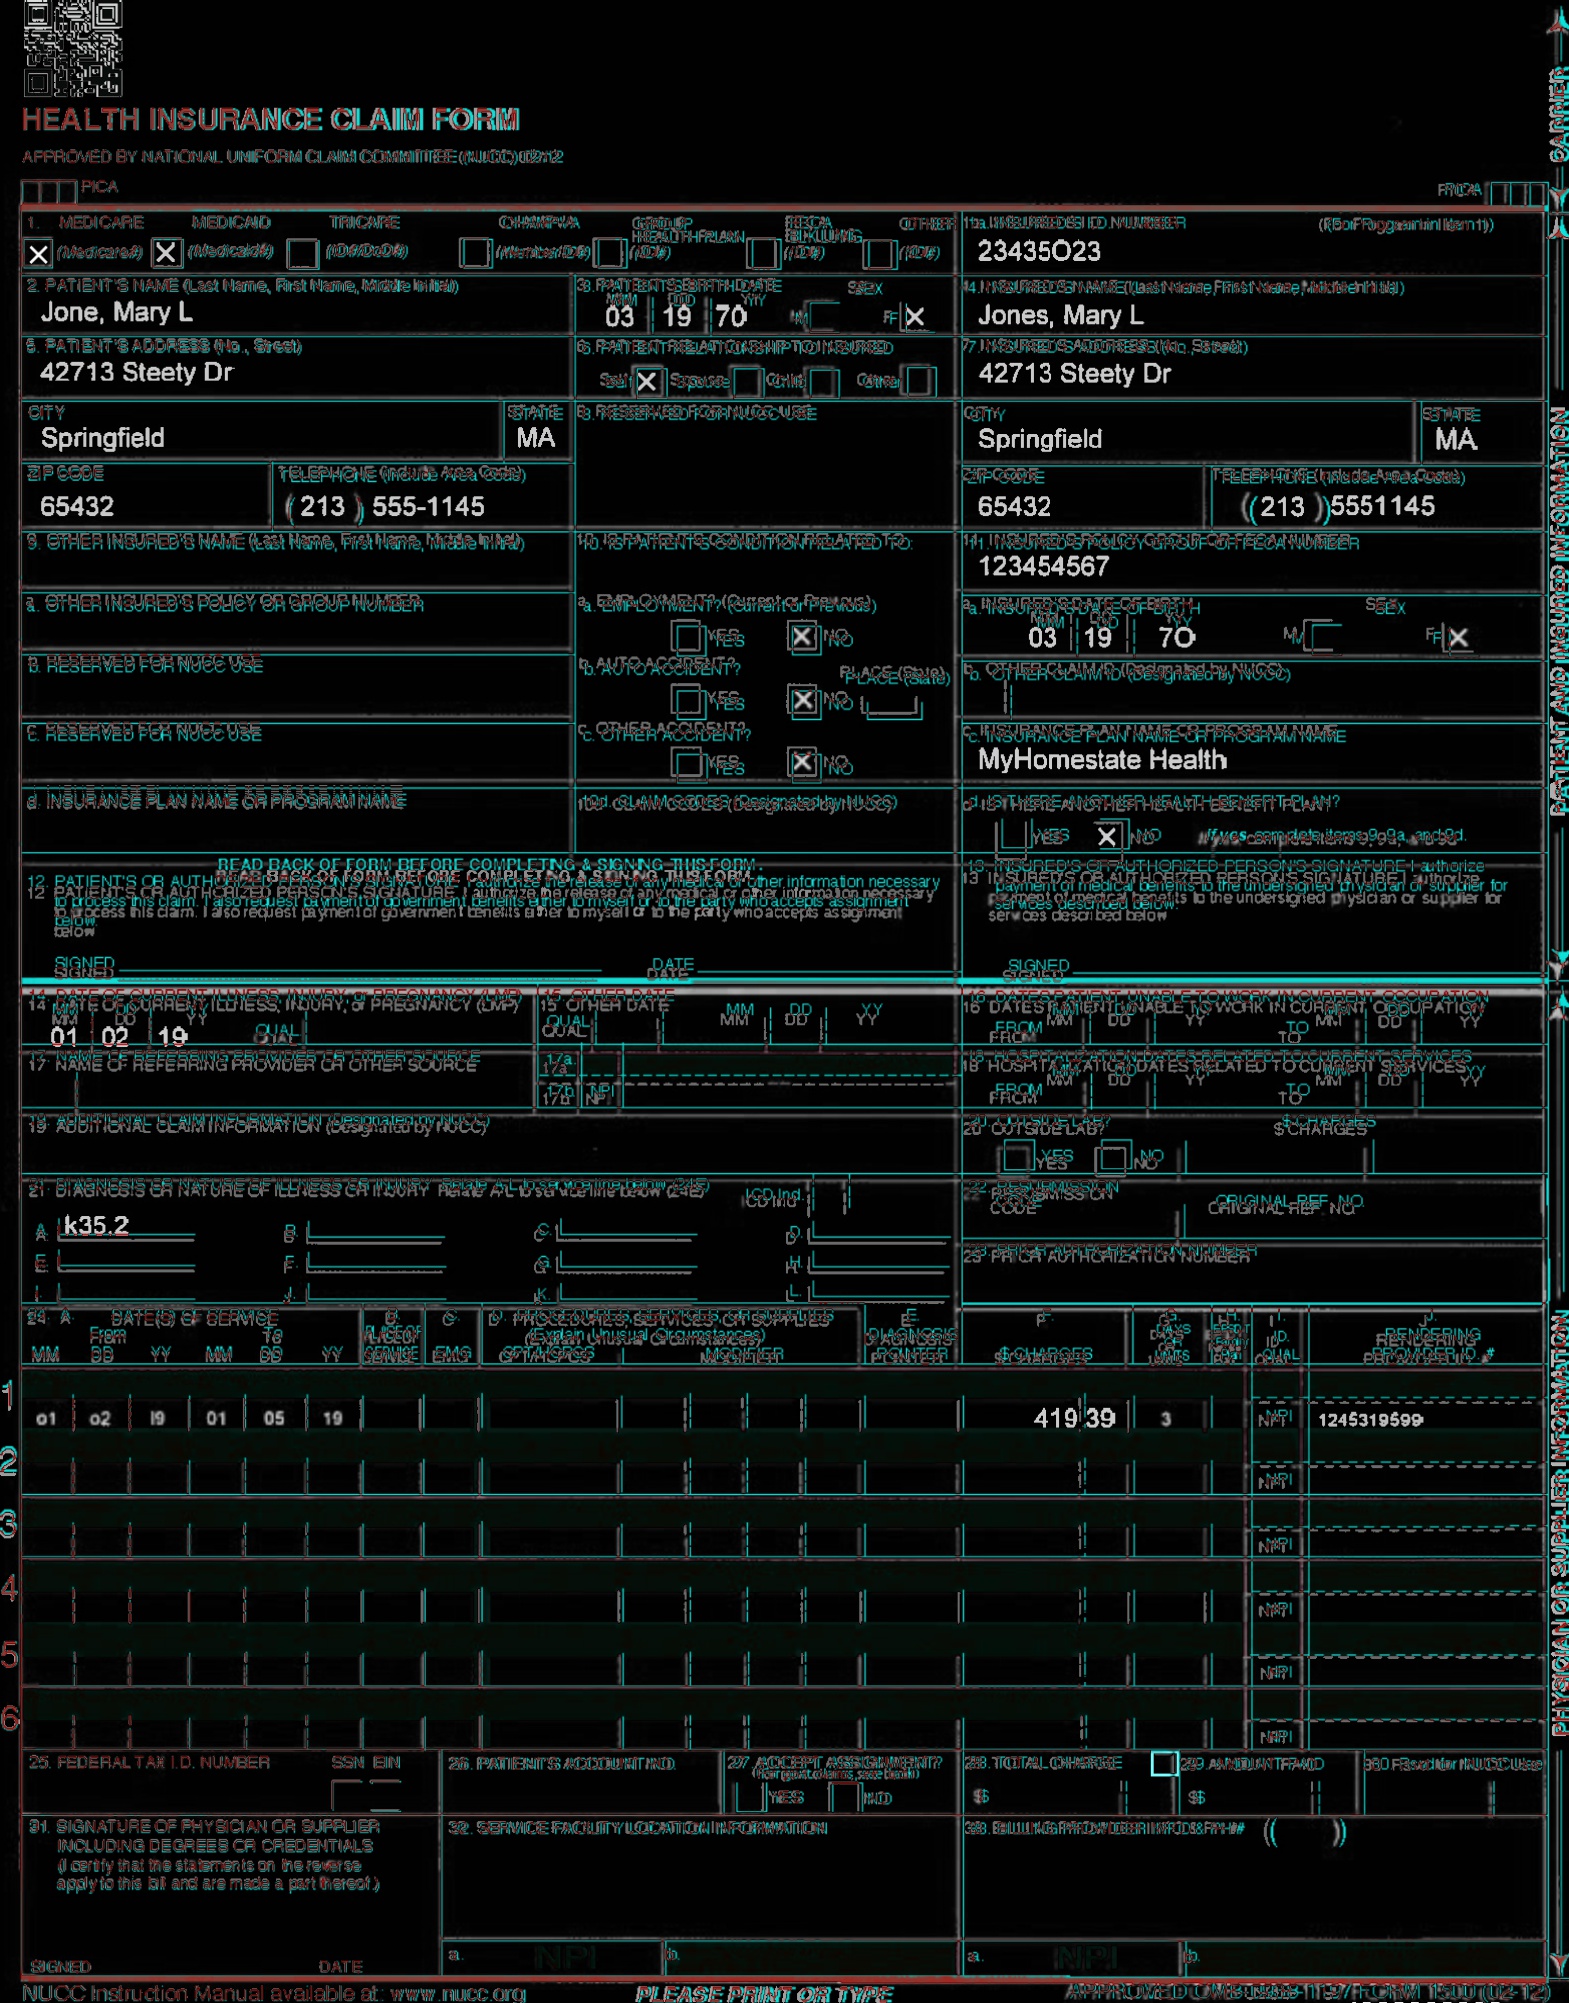 HEALTH INSURANCE CLAIM FORM
APPROVED BY NATIONAL UNIFORM CLAIM COMMITTEE (NUCC) 02/12
PICA PICA
CARRIER
1. MEDICARE MEDICAID TRICARE CHAMPVA GROUP HEALTH PLAN FECA BLK LUNG OTHER
(Medicare#) (Medicaid#) (ID#/DoD#) (Member ID#) (ID#) (ID#) (ID#)
1a. INSURED'S I.D. NUMBER (For Program in Item 1)
23435O23
2. PATIENT'S NAME (Last Name, First Name, Middle Initial)
Jone, Mary L
3. PATIENT'S BIRTH DATE SEX
MM DD YY
03 19 70 M F X
4. INSURED'S NAME (Last Name, First Name, Middle Initial)
Jones, Mary L
5. PATIENT'S ADDRESS (No., Street)
42713 Steety Dr
6. PATIENT RELATIONSHIP TO INSURED
Self X Spouse Child Other
7. INSURED'S ADDRESS (No., Street)
42713 Steety Dr
CITY STATE
Springfield MA
8. RESERVED FOR NUCC USE
CITY STATE
Springfield MA
ZIP CODE TELEPHONE (Include Area Code)
65432 (213) 555-1145
ZIP CODE TELEPHONE (Include Area Code)
65432 (213) 5551145
9. OTHER INSURED'S NAME (Last Name, First Name, Middle Initial)
10. IS PATIENT'S CONDITION RELATED TO:
11. INSURED'S POLICY GROUP OR FECA NUMBER
123454567
a. OTHER INSURED'S POLICY OR GROUP NUMBER
a. EMPLOYMENT? (Current or Previous)
YES X NO
a. INSURED'S DATE OF BIRTH SEX
MM DD YY
03 19 7O M F X
b. RESERVED FOR NUCC USE
b. AUTO ACCIDENT? PLACE (State)
YES X NO
b. OTHER CLAIM ID (Designated by NUCC)
c. RESERVED FOR NUCC USE
c. OTHER ACCIDENT?
YES X NO
c. INSURANCE PLAN NAME OR PROGRAM NAME
MyHomestate Health
d. INSURANCE PLAN NAME OR PROGRAM NAME
10d. CLAIM CODES (Designated by NUCC)
d. IS THERE ANOTHER HEALTH BENEFIT PLAN?
YES X NO If yes, complete items 9, 9a, and 9d.
READ BACK OF FORM BEFORE COMPLETING & SIGNING THIS FORM.
12. PATIENT'S OR AUTHORIZED PERSON'S SIGNATURE I authorize the release of any medical or other information necessary
to process this claim. I also request payment of government benefits either to myself or to the party who accepts assignment
below.
SIGNED DATE
13. INSURED'S OR AUTHORIZED PERSON'S SIGNATURE I authorize
payment of medical benefits to the undersigned physician or supplier for
services described below.
SIGNED
PATIENT AND INSURED INFORMATION
14. DATE OF CURRENT ILLNESS, INJURY, or PREGNANCY (LMP)
MM DD YY
01 02 19 QUAL.
15. OTHER DATE
QUAL. MM DD YY
16. DATES PATIENT UNABLE TO WORK IN CURRENT OCCUPATION
MM DD YY MM DD YY
FROM TO
17. NAME OF REFERRING PROVIDER OR OTHER SOURCE
17a.
17b. NPI
18. HOSPITALIZATION DATES RELATED TO CURRENT SERVICES
MM DD YY MM DD YY
FROM TO
19. ADDITIONAL CLAIM INFORMATION (Designated by NUCC)
20. OUTSIDE LAB? $ CHARGES
YES NO
21. DIAGNOSIS OR NATURE OF ILLNESS OR INJURY Relate A-L to service line below (24E) ICD Ind.
A. k35.2 B. C. D.
E. F. G. H.
I. J. K. L.
22. RESUBMISSION CODE ORIGINAL REF. NO.
23. PRIOR AUTHORIZATION NUMBER
24. A. DATE(S) OF SERVICE B. C. D. PROCEDURES, SERVICES, OR SUPPLIES E. F. G. H. I. J.
From To PLACE OF (Explain Unusual Circumstances) DIAGNOSIS DAYS OR ID. RENDERING
MM DD YY MM DD YY SERVICE EMG CPT/HCPCS MODIFIER POINTER $ CHARGES UNITS QUAL. PROVIDER ID. #
1
o1 o2 I9 01 05 19 419 39 3 NPI 1245319599
2 NPI
3 NPI
4 NPI
5 NPI
6 NPI
25. FEDERAL TAX I.D. NUMBER SSN EIN
26. PATIENT'S ACCOUNT NO.
27. ACCEPT ASSIGNMENT?
(For govt. claims, see back)
YES NO
28. TOTAL CHARGE
$
29. AMOUNT PAID
$
30. Rsvd for NUCC Use
31. SIGNATURE OF PHYSICIAN OR SUPPLIER
INCLUDING DEGREES OR CREDENTIALS
(I certify that the statements on the reverse
apply to this bill and are made a part thereof.)
SIGNED DATE
32. SERVICE FACILITY LOCATION INFORMATION
a. NPI b.
33. BILLING PROVIDER INFO & PH # ( )
a. NPI b.
PHYSICIAN OR SUPPLIER INFORMATION
NUCC Instruction Manual available at: www.nucc.org
PLEASE PRINT OR TYPE
APPROVED OMB-0938-1197 FORM 1500 (02-12)